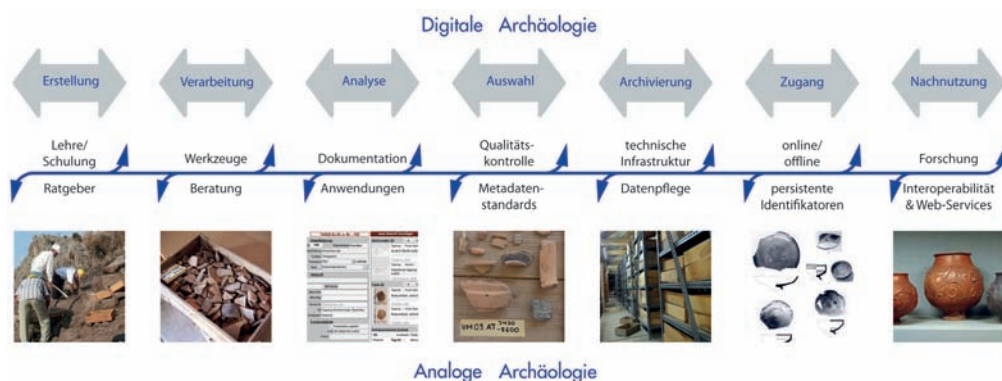 Digitale Archäologie
Erstellung
Verarbeitung
Analyse
Auswahl
Archivierung
Zugang
Nachnutzung
Lehre/
Schulung
Werkzeuge
Dokumentation
Qualitäts-
kontrolle
technische
Infrastruktur
online/
offline
Forschung
Ratgeber
Beratung
Anwendungen
Metadaten-
standards
Datenpflege
persistente
Identifikatoren
Interoperabilität
& Web-Services
Analoge Archäologie